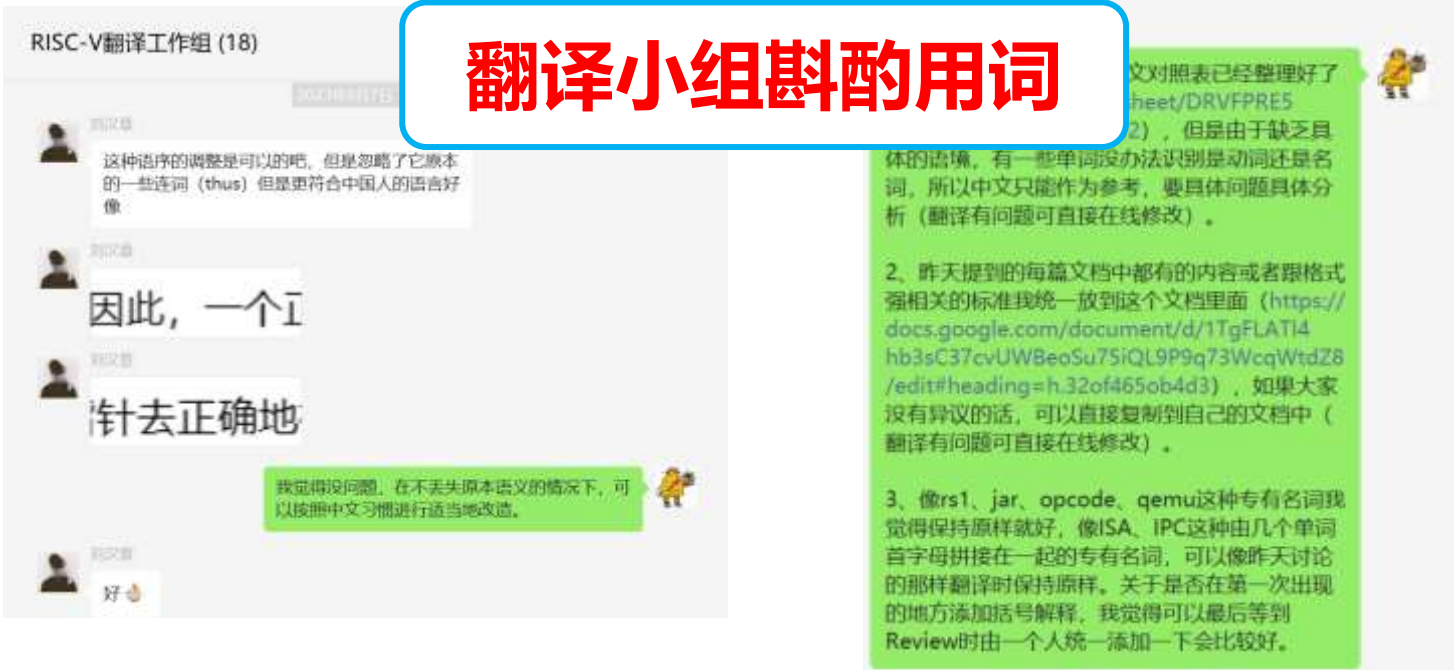 RISC-V翻译工作组 (18)
翻译小组斟酌用词
刘汉章
这种语序的调整是可以的吧，但是忽略了它原本
的一些连词（thus）但是更符合中国人的语言好
像
因此，一个正
针去正确地
我觉得没问题，在不丢失原本语义的情况下，可
以按照中文习惯进行适当地改造。
好👌
文对照表已经整理好了
heet/DRVFPRE5
2），但是由于缺乏具
体的语境，有一些单词没办法识别是动词还是名
词，所以中文只能作为参考，要具体问题具体分
析（翻译有问题可直接在线修改）。
2、昨天提到的每篇文档中都有的内容或者跟格式
强相关的标准我统一放到这个文档里面（https://
docs.google.com/document/d/1TgFLATl4
hb3sC37cvUWBeoSu75iQL9P9q73WcqWtdZ8
/edit#heading=h.32of465ob4d3），如果大家
没有异议的话，可以直接复制到自己的文档中（
翻译有问题可直接在线修改）。
3、像rs1、jar、opcode、qemu这种专有名词我
觉得保持原样就好，像ISA、IPC这种由几个单词
首字母拼接在一起的专有名词，可以像昨天讨论
的那样翻译时保持原样。关于是否在第一次出现
的地方添加括号解释，我觉得可以最后等到
Review时由一个人统一添加一下会比较好。